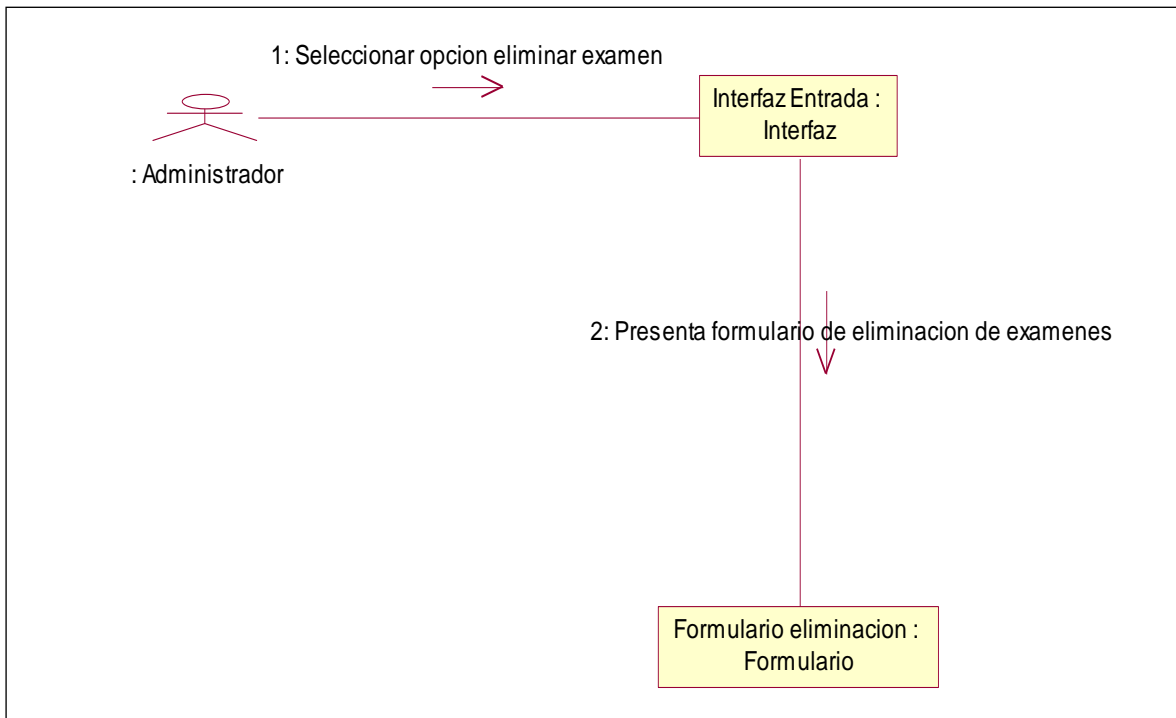 1: Seleccionar opcion eliminar examen
Interfaz Entrada :
Interfaz
: Administrador
2: Presenta formulario de eliminacion de examenes
Formulario eliminacion :
Formulario